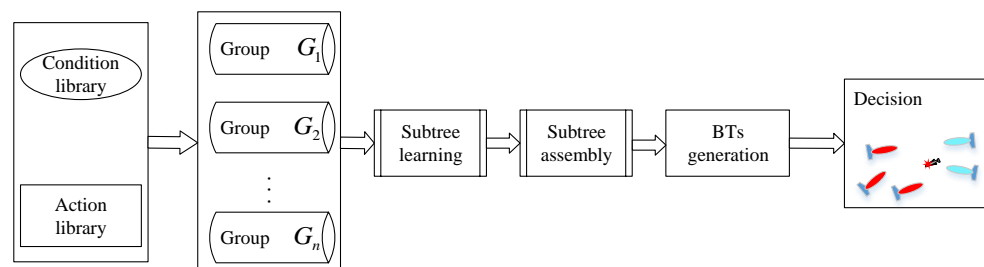 Condition
library
Action
library
Group G1
Group G2
Group Gn
Subtree
learning
Subtree
assembly
BTs
generation
Decision